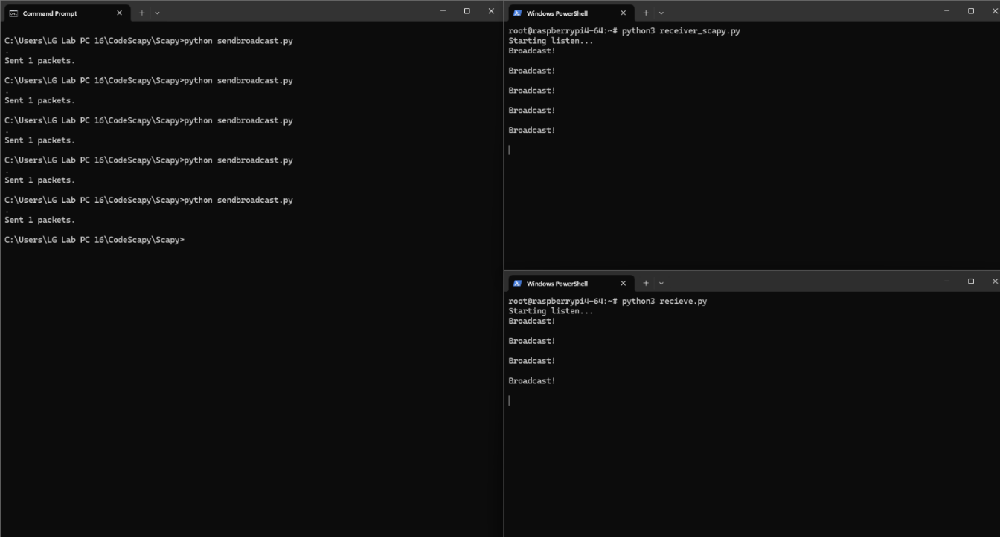 Command Prompt
C:\Users\LG Lab PC 16\CodeScapy\Scapy>python sendbroadcast.py
.
Sent 1 packets.
C:\Users\LG Lab PC 16\CodeScapy\Scapy>python sendbroadcast.py
.
Sent 1 packets.
C:\Users\LG Lab PC 16\CodeScapy\Scapy>python sendbroadcast.py
.
Sent 1 packets.
C:\Users\LG Lab PC 16\CodeScapy\Scapy>python sendbroadcast.py
.
Sent 1 packets.
C:\Users\LG Lab PC 16\CodeScapy\Scapy>python sendbroadcast.py
.
Sent 1 packets.
C:\Users\LG Lab PC 16\CodeScapy\Scapy>
Windows PowerShell
root@raspberrypi4-64:~# python3 receiver_scapy.py
Starting listen...
Broadcast!
Broadcast!
Broadcast!
Broadcast!
Broadcast!
Windows PowerShell
root@raspberrypi4-64:~# python3 recieve.py
Starting listen...
Broadcast!
Broadcast!
Broadcast!
Broadcast!